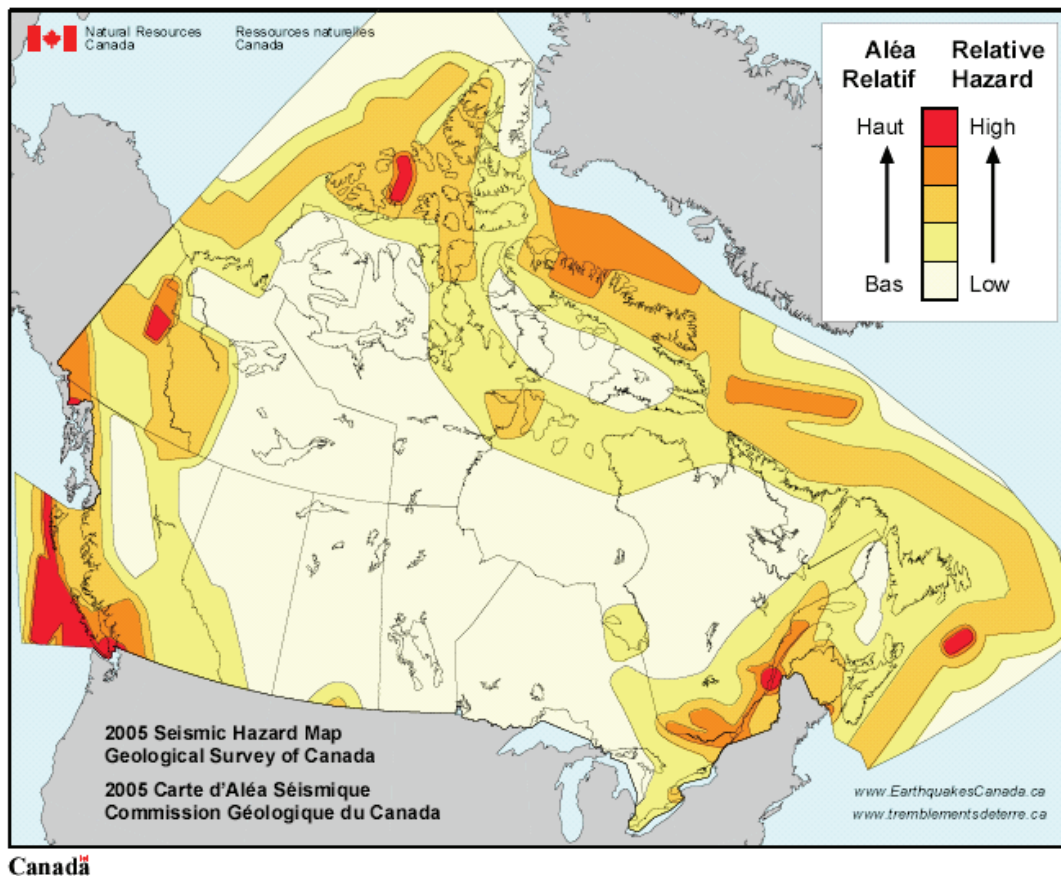 Natural Resources
Canada
Ressources naturelles
Canada
Aléa
Relatif
Relative
Hazard
Haut
High
Bas
Low
2005 Seismic Hazard Map
Geological Survey of Canada
2005 Carte d'Aléa Séismique
Commission Géologique du Canada
www.EarthquakesCanada.ca
www.tremblementsdeterre.ca
Canada